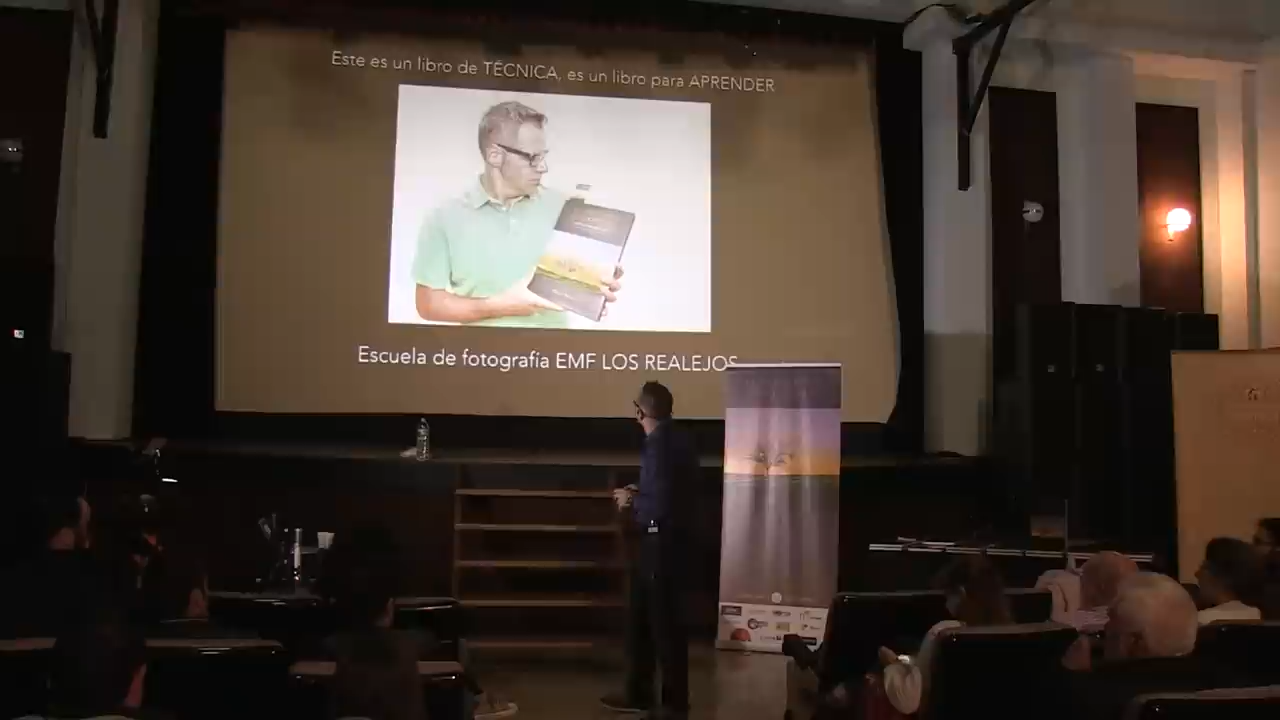 Este es un libro de TÉCNICA, es un libro para APRENDER
Escuela de fotografía EMF LOS REALEJOS